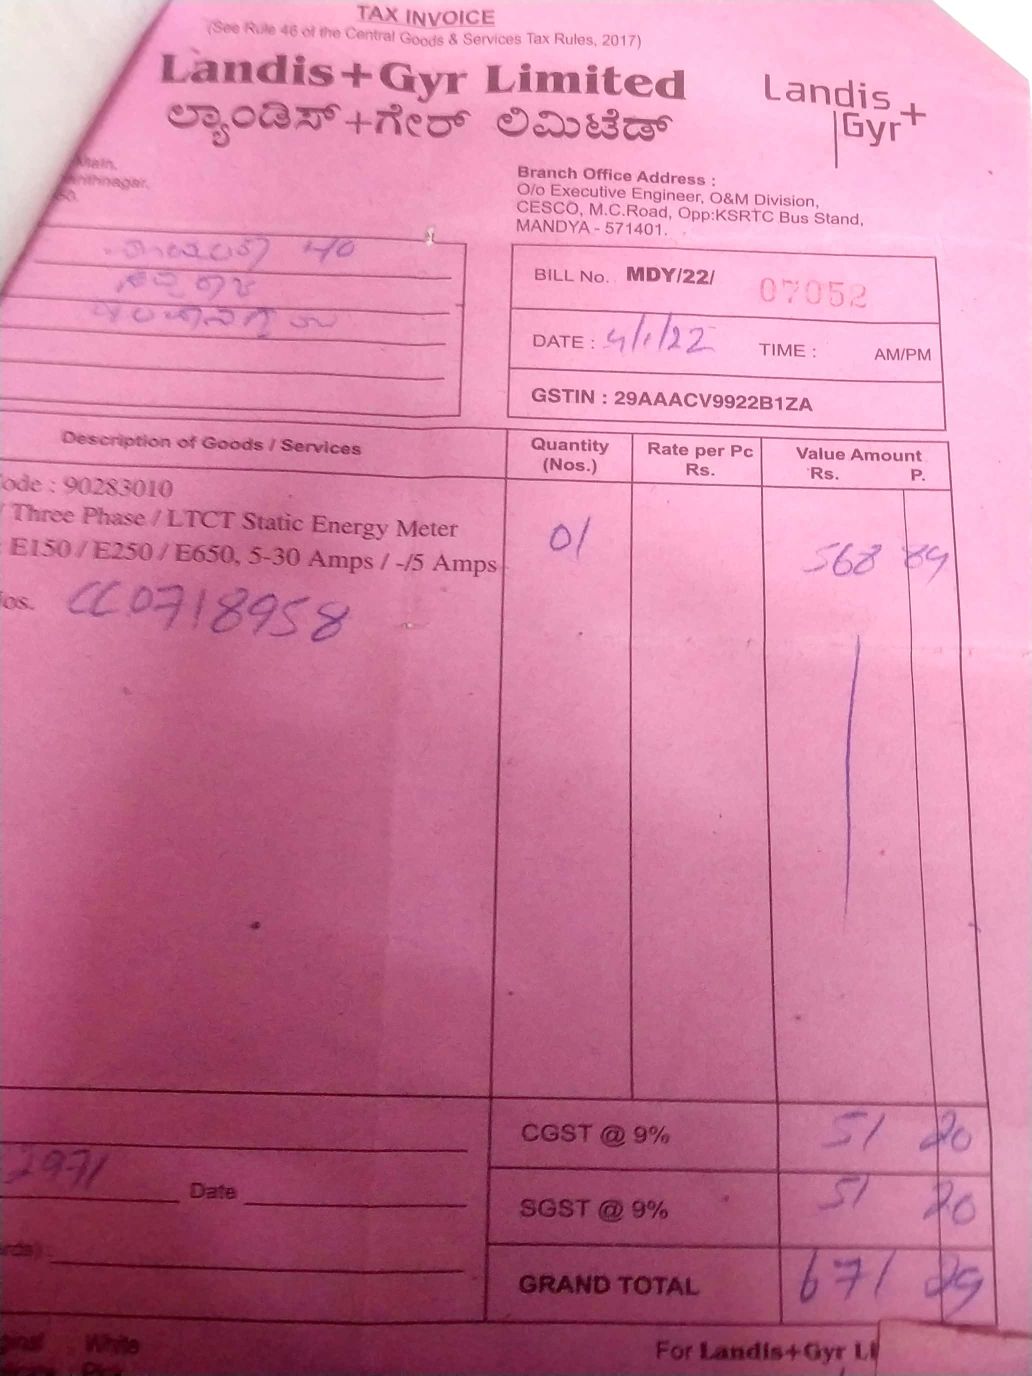 TAX INVOICE
(See Rule 46 of the Central Goods & Services Tax Rules, 2017)
Landis+Gyr Limited
ಲ್ಯಾಂಡಿಸ್+ಗೇರ್ ಲಿಮಿಟೆಡ್
Landis+
Gyr
Main,
Branch Office Address :
O/o Executive Engineer, O&M Division,
CESCO, M.C.Road, Opp:KSRTC Bus Stand,
MANDYA - 571401.
BILL No. MDY/22/ 07052
DATE : 4/1/22 TIME : AM/PM
GSTIN : 29AAACV9922B1ZA
Description of Goods / Services Quantity (Nos.) Rate per Pc Rs. Value Amount Rs. P.
ode : 90283010
Three Phase / LTCT Static Energy Meter 01 568 89
E150 / E250 / E650, 5-30 Amps / -/5 Amps
os. CC0718958
CGST @ 9% 51 20
2971
Date
SGST @ 9% 51 20
GRAND TOTAL 671 29
White
For Landis+Gyr Li